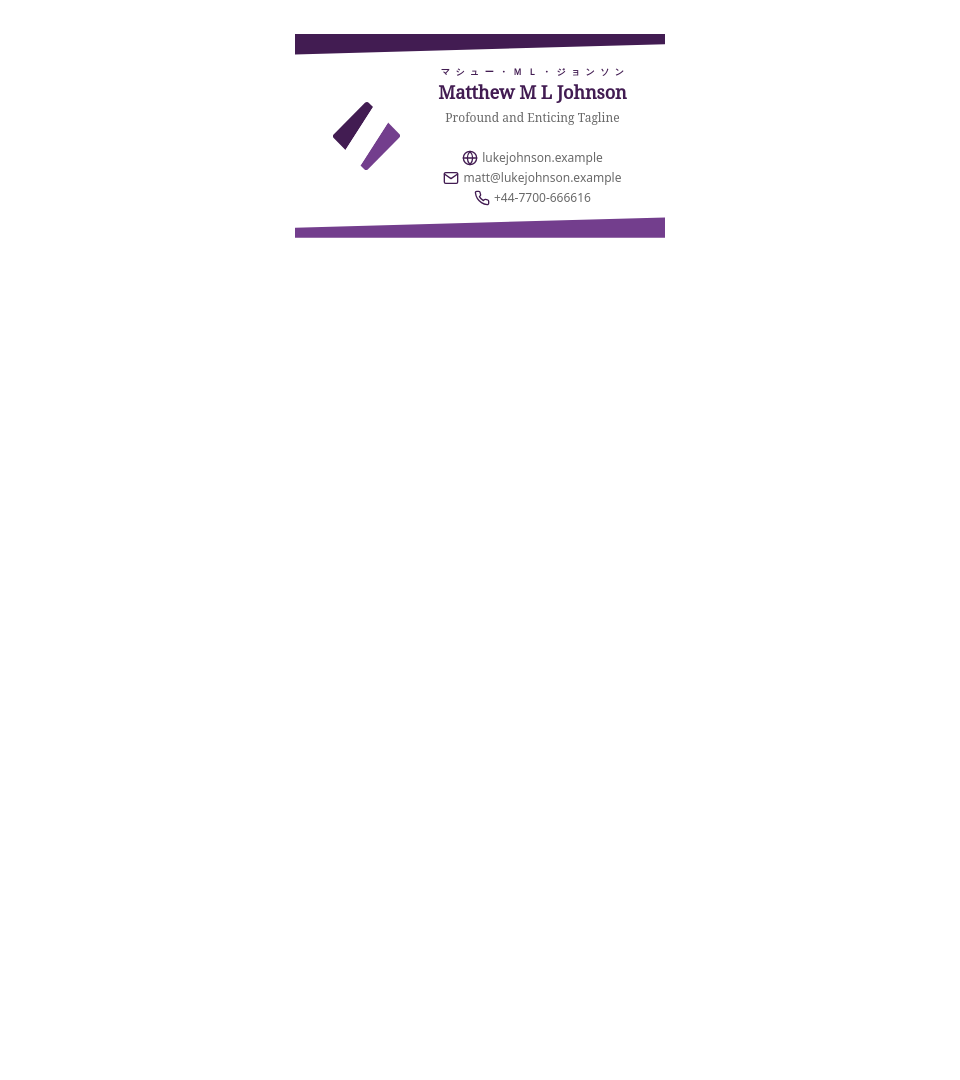 マシュー・ＭＬ・ジョンソン
Matthew M L Johnson
Profound and Enticing Tagline
lukejohnson.example
matt@lukejohnson.example
+44-7700-666616